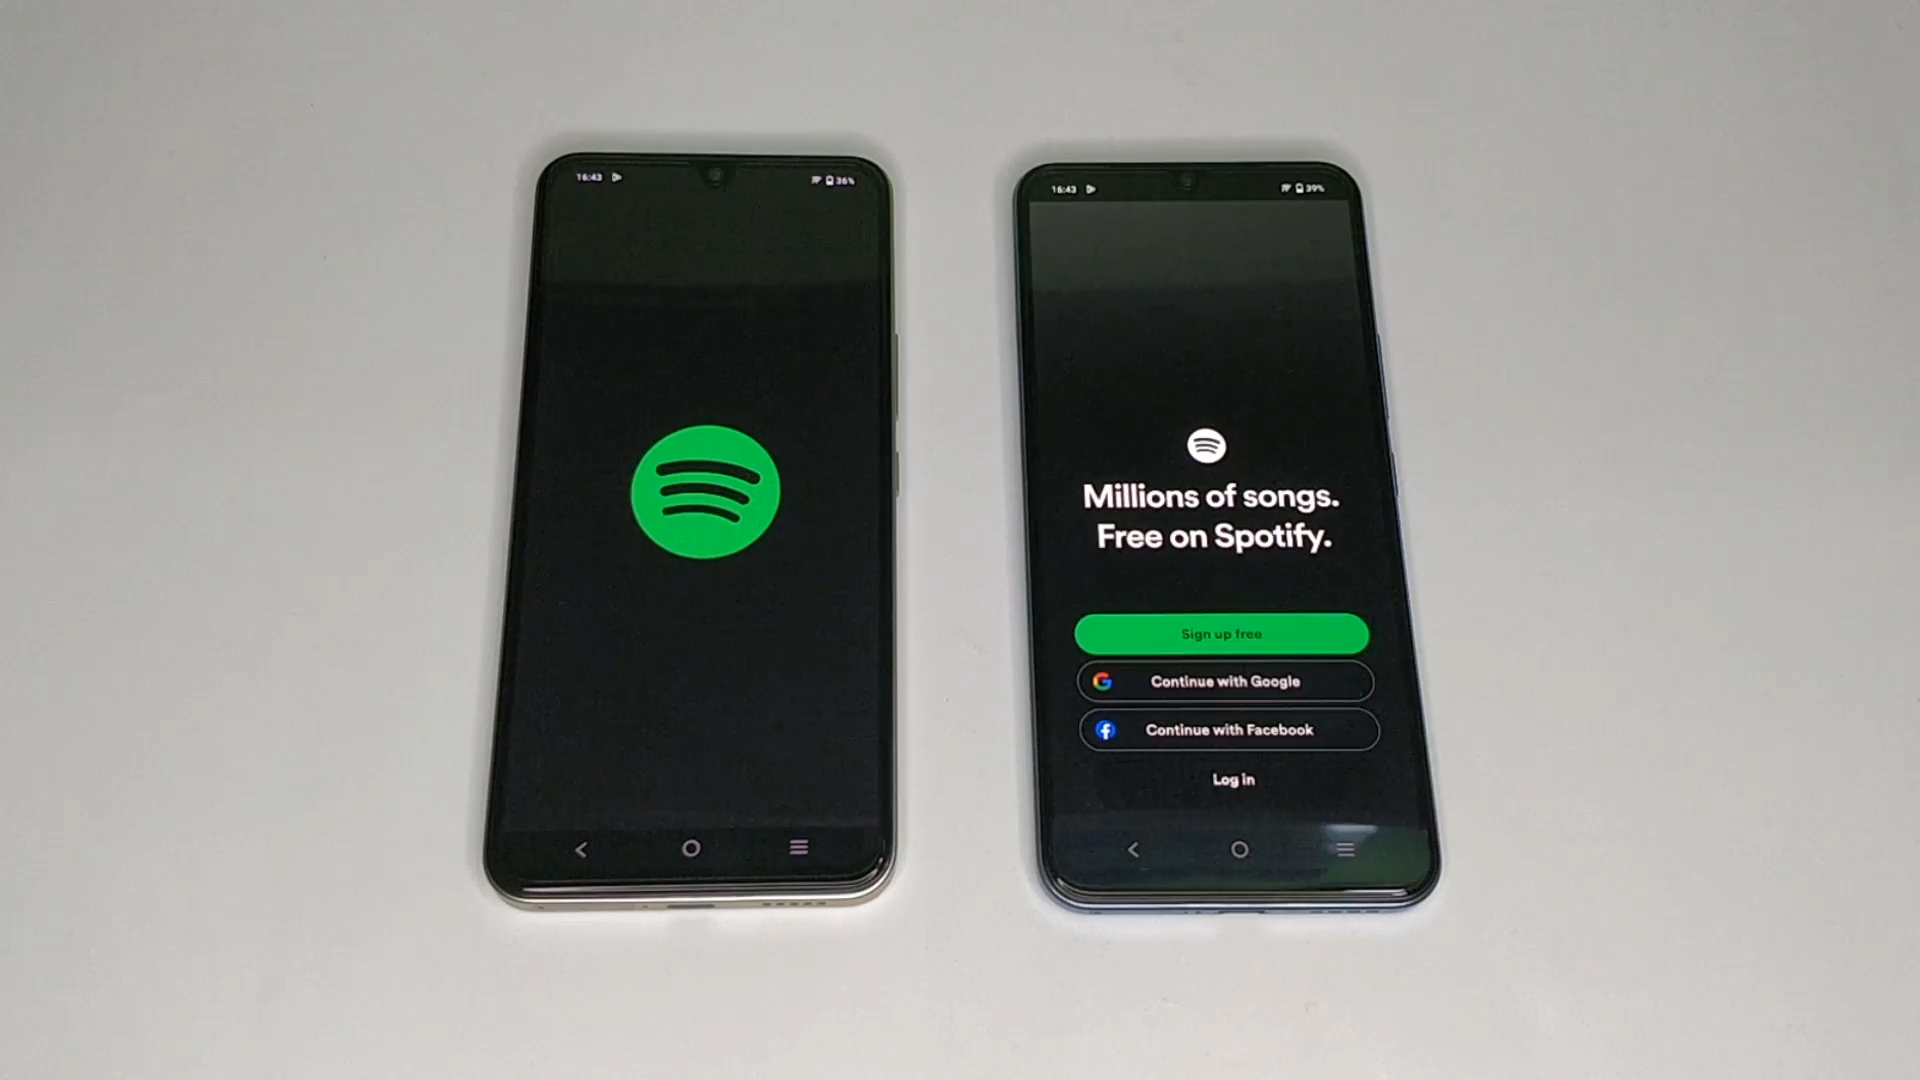 16:43
36%
16:43
39%
Millions of songs.
Free on Spotify.
Sign up free
Continue with Google
Continue with Facebook
Log in